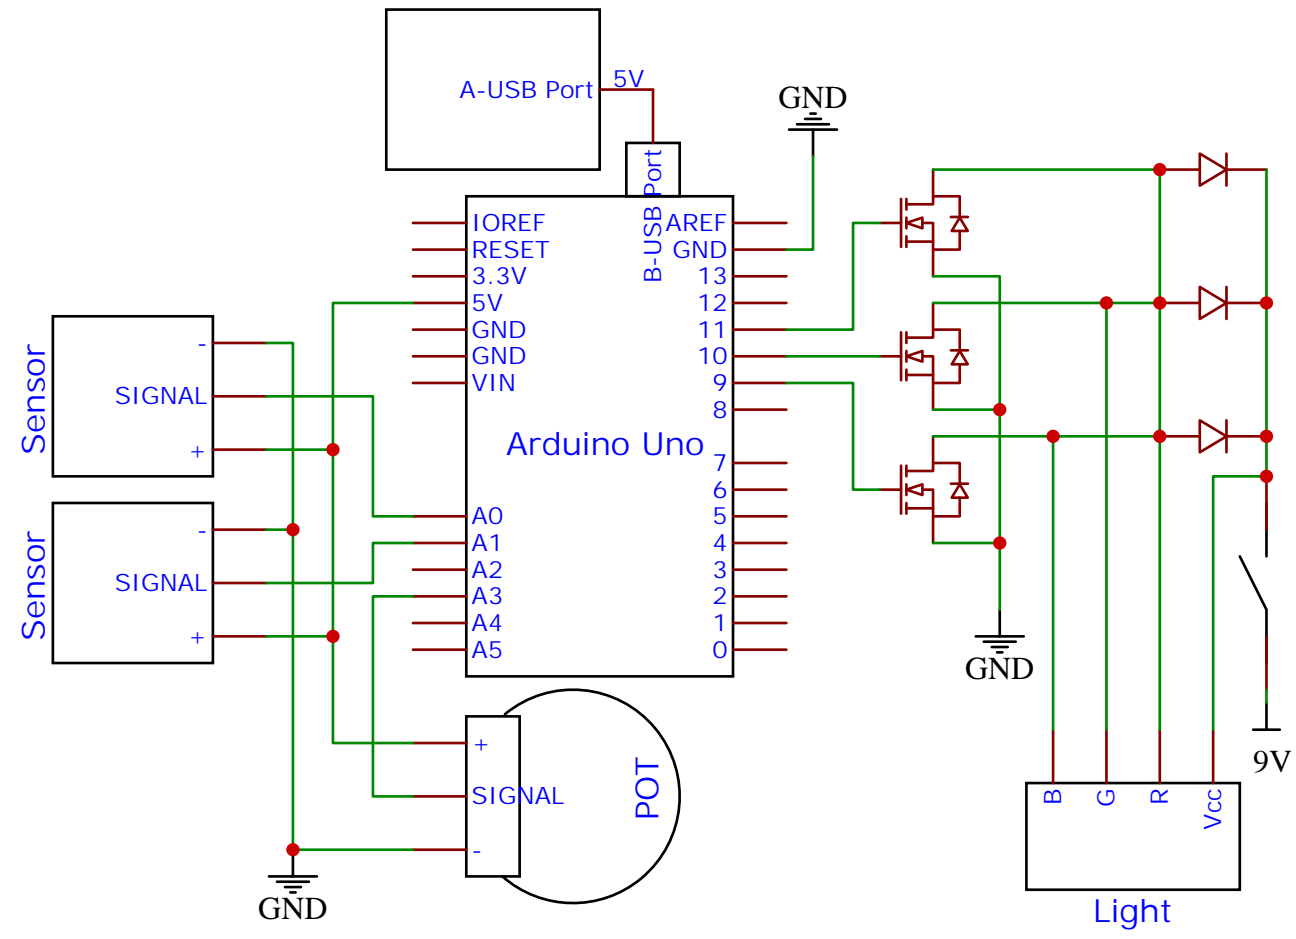 A-USB Port
5V
GND
B-USB Port
IOREF
RESET
3.3V
5V
GND
GND
VIN
A0
A1
A2
A3
A4
A5
AREF
GND
13
12
11
10
9
8
7
6
5
4
3
2
1
0
Arduino Uno
Sensor
-
SIGNAL
+
Sensor
-
SIGNAL
+
+
SIGNAL
-
POT
GND
GND
9V
B
G
R
Vcc
Light